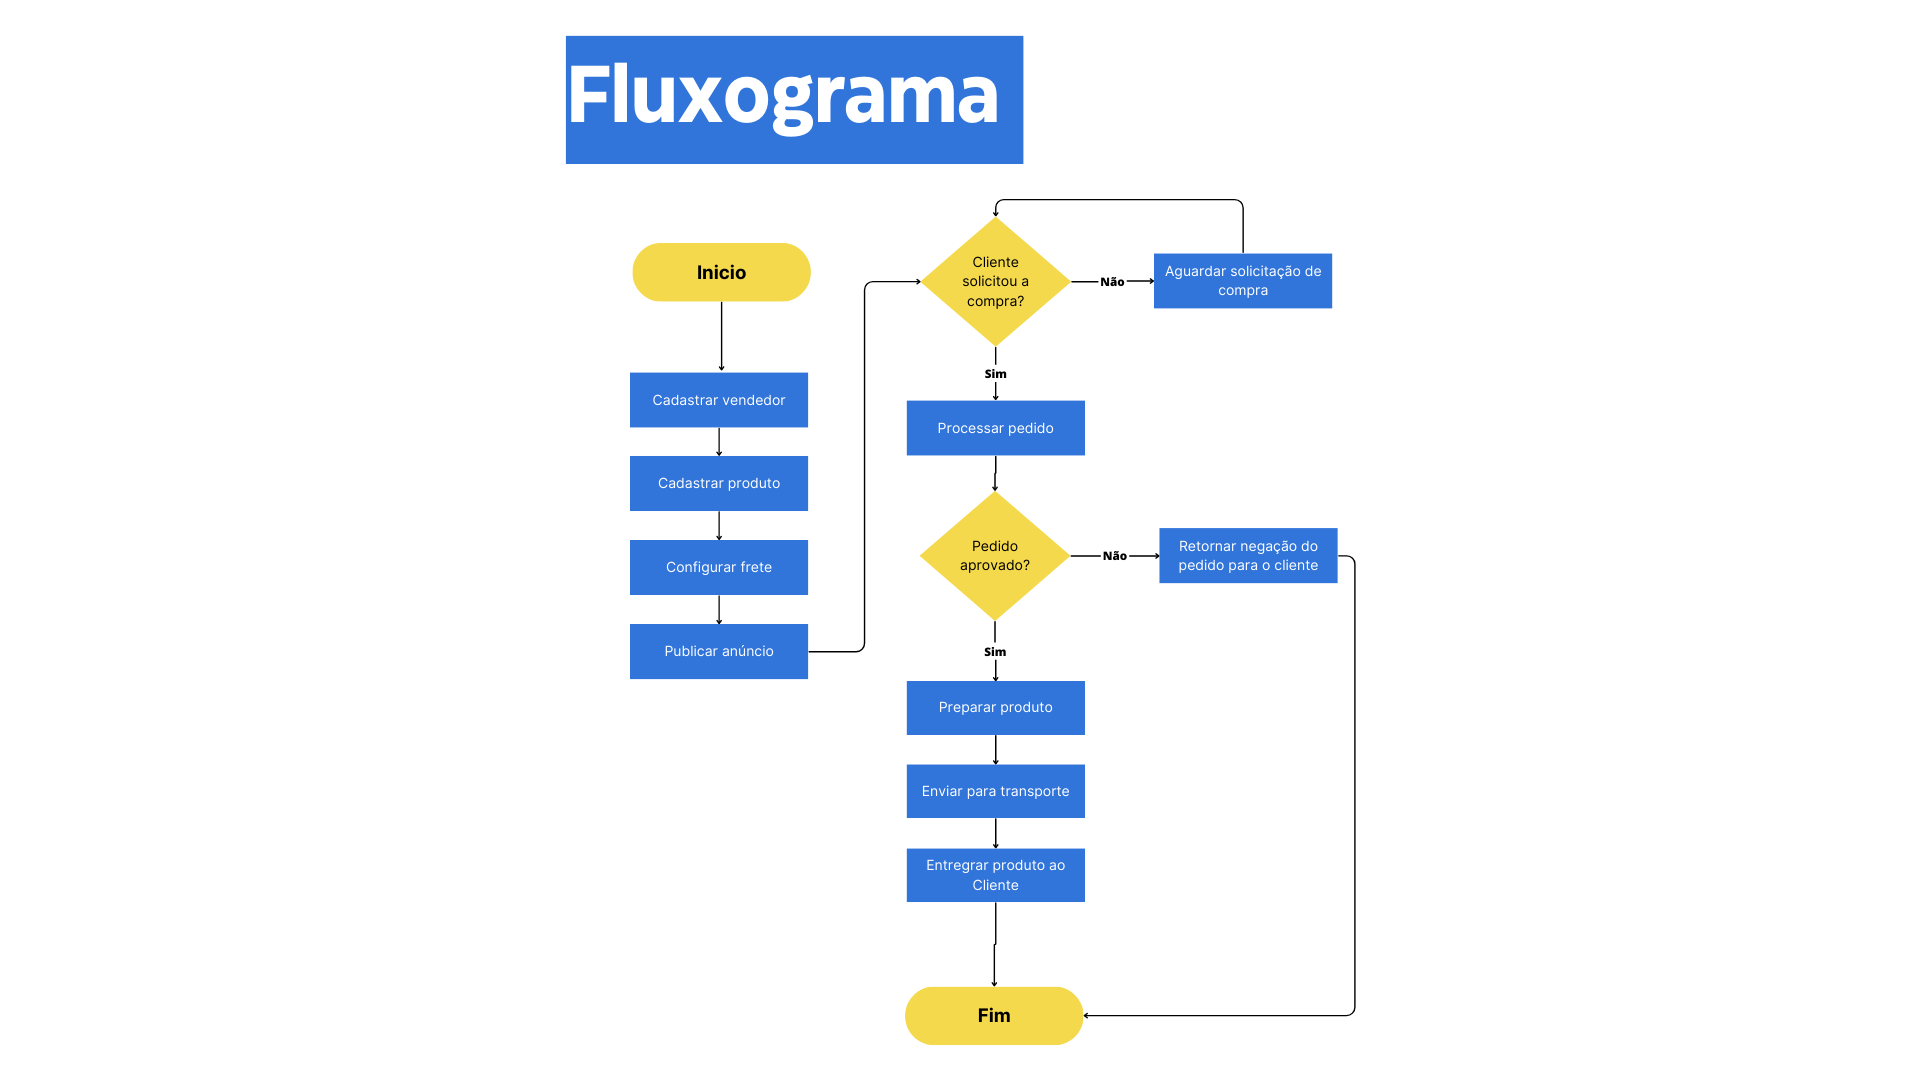 Fluxograma
Inicio
Cadastrar vendedor
Cadastrar produto
Configurar frete
Publicar anúncio
Cliente
solicitou a
compra?
Não
Aguardar solicitação de
compra
Sim
Processar pedido
Pedido
aprovado?
Não
Retornar negação do
pedido para o cliente
Sim
Preparar produto
Enviar para transporte
Entregrar produto ao
Cliente
Fim